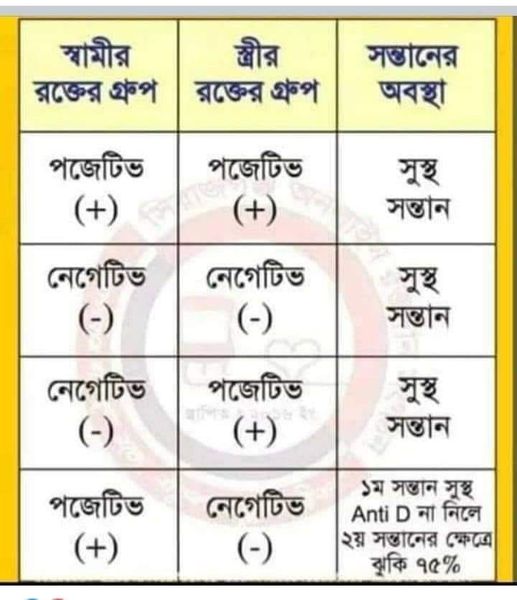 স্বামীর
রক্তের গ্রুপ
স্ত্রীর
রক্তের গ্রুপ
সন্তানের
অবস্থা
পজেটিভ
(+)
পজেটিভ
(+)
সুস্থ
সন্তান
নেগেটিভ
(-)
নেগেটিভ
(-)
সুস্থ
সন্তান
নেগেটিভ
(-)
পজেটিভ
(+)
সুস্থ
সন্তান
পজেটিভ
(+)
নেগেটিভ
(-)
১ম সন্তান সুস্থ
Anti D না নিলে
২য় সন্তানের ক্ষেত্রে
ঝুকি ৭৫%